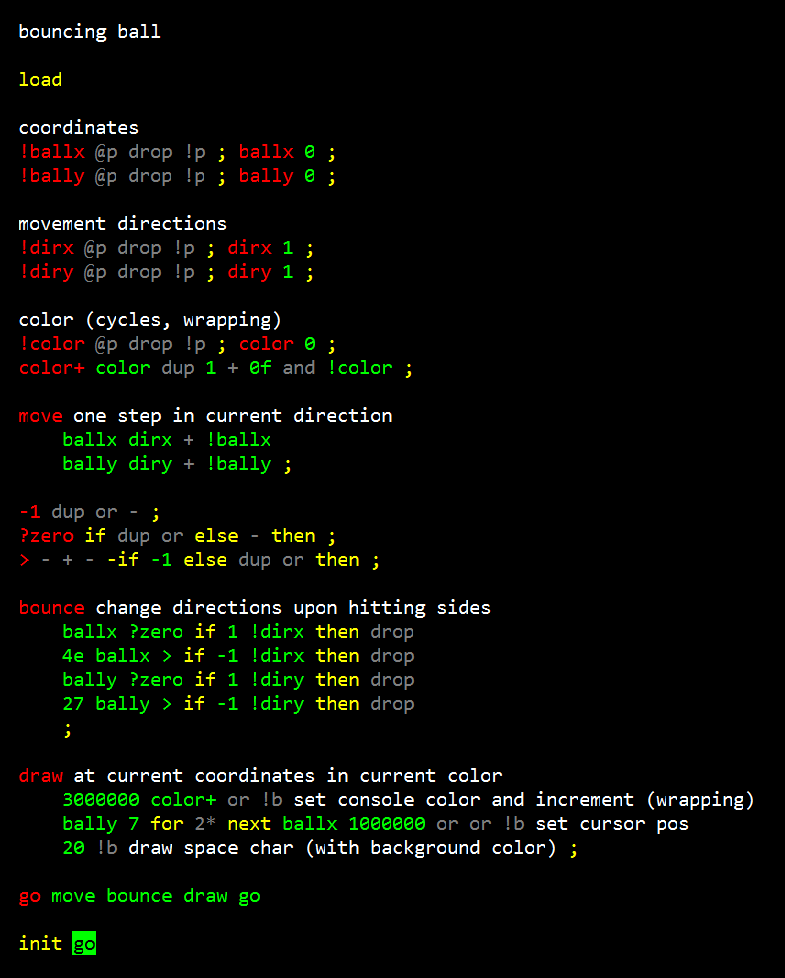 bouncing ball
load
coordinates
!ballx @p drop !p ; ballx 0 ;
!bally @p drop !p ; bally 0 ;
movement directions
!dirx @p drop !p ; dirx 1 ;
!diry @p drop !p ; diry 1 ;
color (cycles, wrapping)
!color @p drop !p ; color 0 ;
color+ color dup 1 + 0f and !color ;
move one step in current direction
ballx dirx + !ballx
bally diry + !bally ;
-1 dup or - ;
?zero if dup or else - then ;
> - + - -if -1 else dup or then ;
bounce change directions upon hitting sides
ballx ?zero if 1 !dirx then drop
4e ballx > if -1 !dirx then drop
bally ?zero if 1 !diry then drop
27 bally > if -1 !diry then drop
;
draw at current coordinates in current color
3000000 color+ or !b set console color and increment (wrapping)
bally 7 for 2* next ballx 1000000 or or !b set cursor pos
20 !b draw space char (with background color) ;
go move bounce draw go
init go